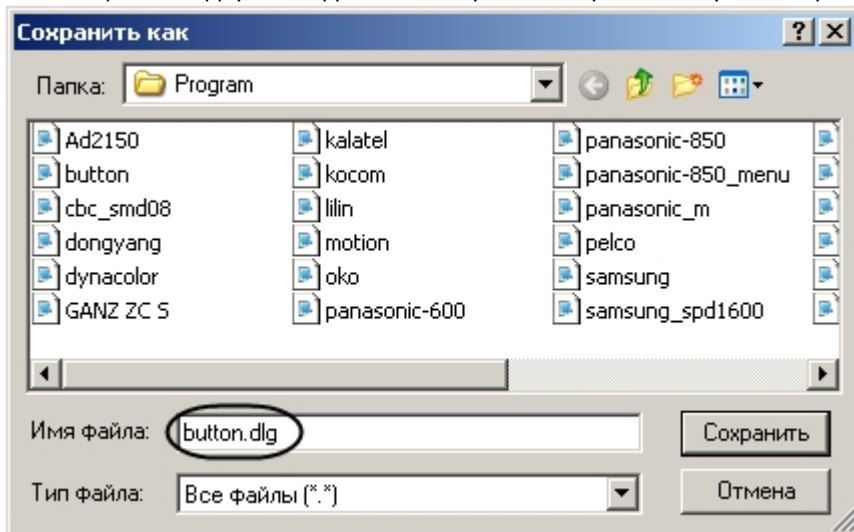 Сохранить как
Папка: Program
Ad2150
button
cbc_smd08
dongyang
dynacolor
GANZ ZC S
kalatel
kocom
lilin
motion
oko
panasonic-600
panasonic-850
panasonic-850_menu
panasonic_m
pelco
samsung
samsung_spd1600
Имя файла: button.dlg
Сохранить
Тип файла: Все файлы (*.*)
Отмена